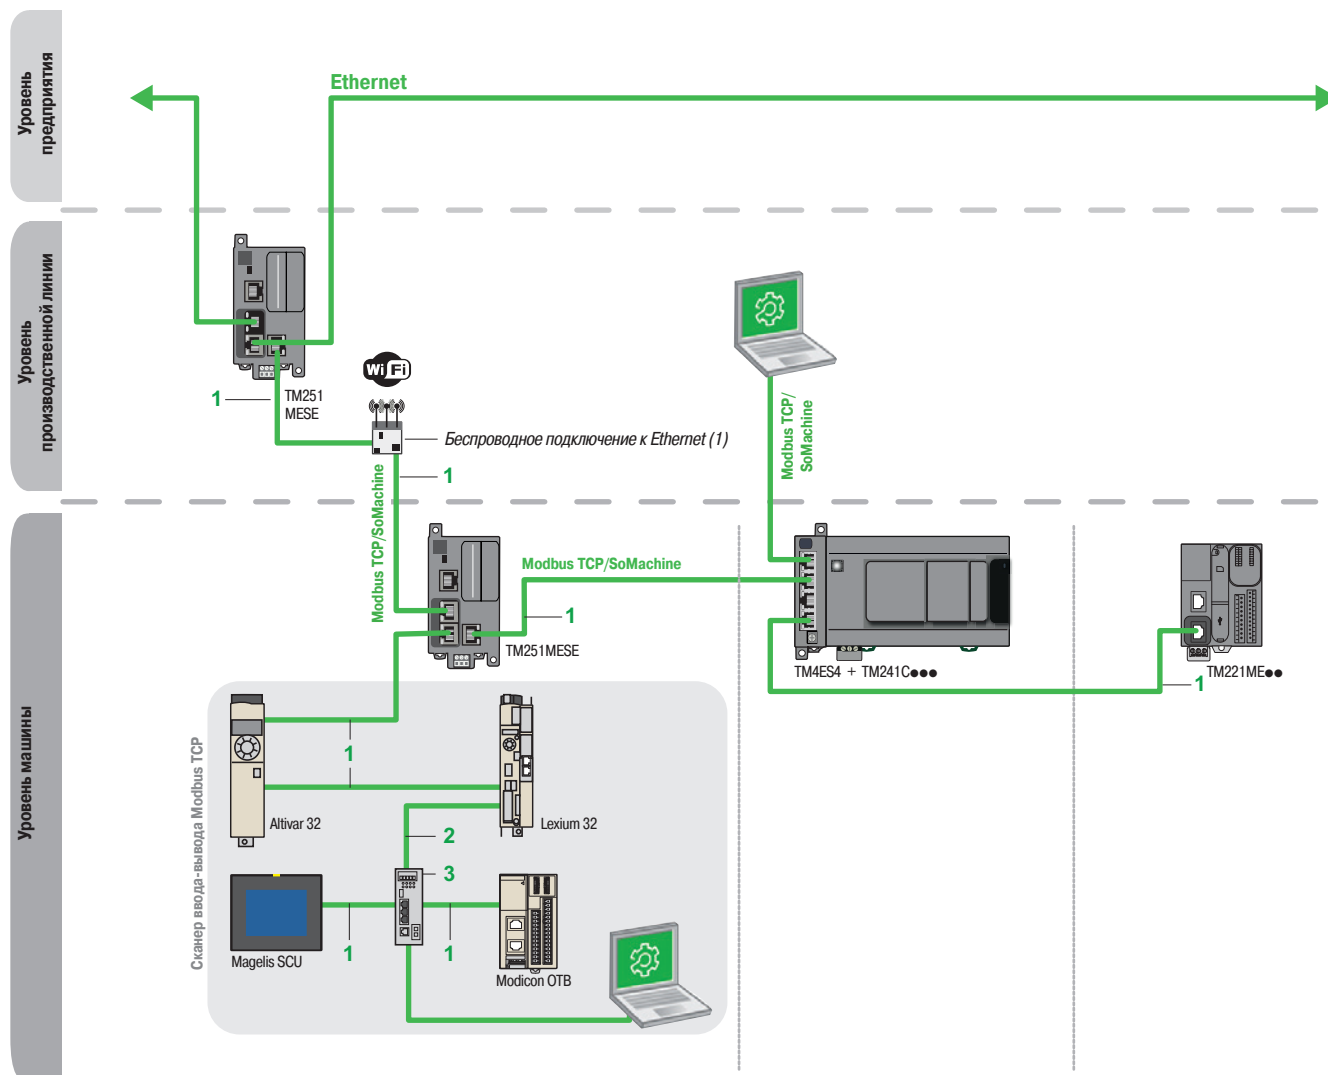 Уровень
предприятия
Ethernet
Уровень
производственной линии
TM251
MESE
1
Wi Fi
Беспроводное подключение к Ethernet (1)
1
Modbus TCP/
SoMachine
Уровень машины
Modbus TCP/SoMachine
Modbus TCP/SoMachine
1
TM251MESE
TM4ES4 + TM241C●●●
TM221ME●●
1
Сканер ввода-вывода Modbus TCP
1
Altivar 32
Lexium 32
2
3
1
1
Magelis SCU
Modicon OTB